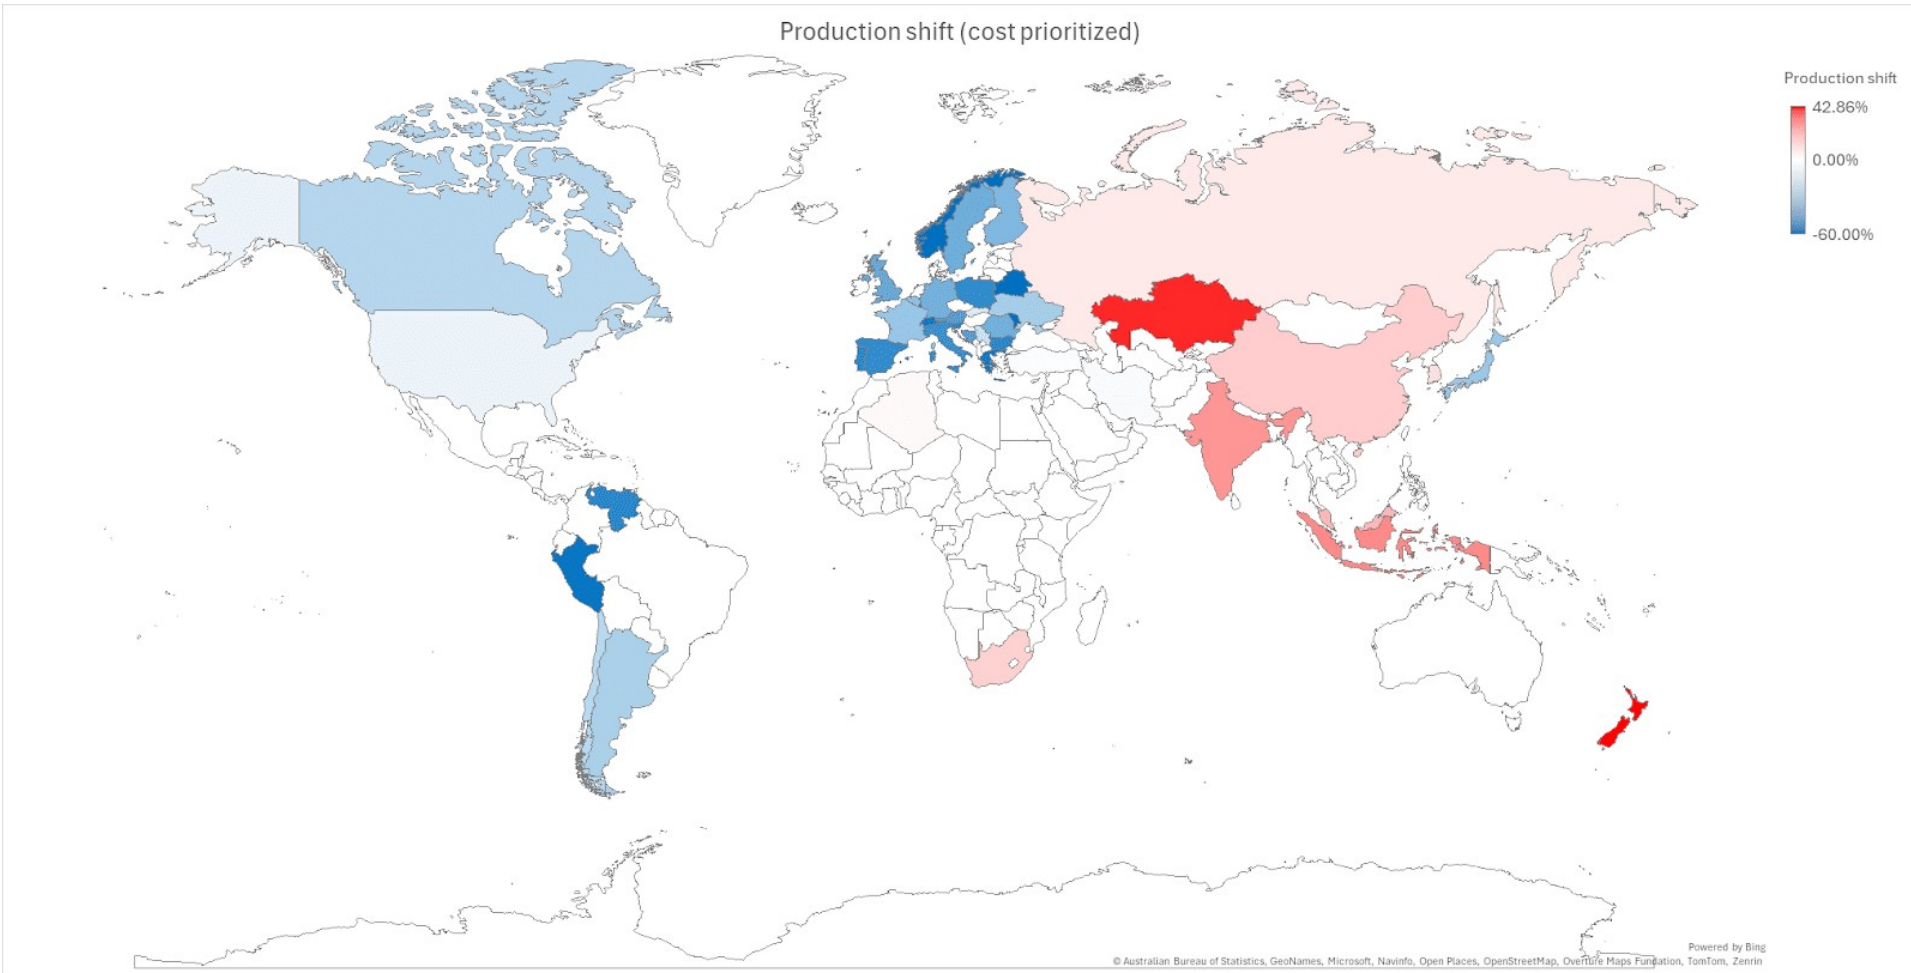 Production shift (cost prioritized)
Production shift
42.86%
0.00%
-60.00%
Powered by Bing
© Australian Bureau of Statistics, GeoNames, Microsoft, Navinfo, Open Places, OpenStreetMap, Overture Maps Fundation, TomTom, Zenrin